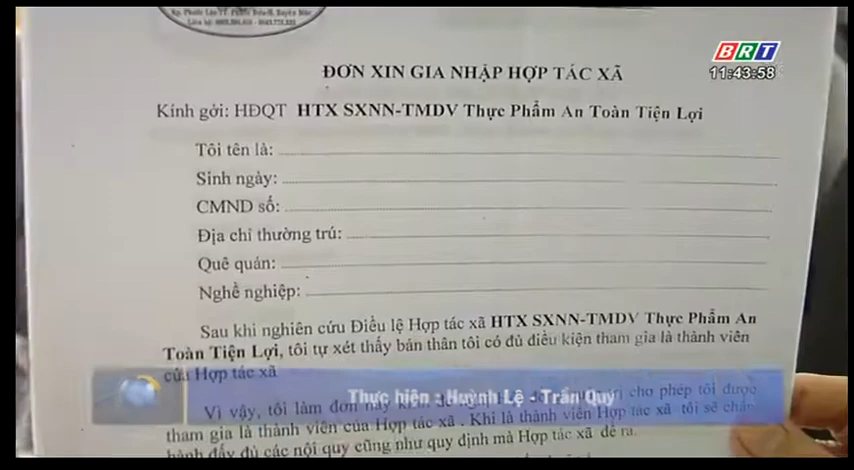 BRT
11:43:58
ĐƠN XIN GIA NHẬP HỢP TÁC XÃ
Kính gởi: HĐQT HTX SXNN-TMDV Thực Phẩm An Toàn Tiện Lợi
Tôi tên là:
Sinh ngày:
CMND số:
Địa chỉ thường trú:
Quê quán:
Nghề nghiệp:
Sau khi nghiên cứu Điều lệ Hợp tác xã HTX SXNN-TMDV Thực Phẩm An
Toàn Tiện Lợi, tôi tự xét thấy bản thân tôi có đủ điều kiện tham gia là thành viên
của Hợp tác xã
Thực hiện : Huỳnh Lệ - Trần Quý
Vì vậy, tôi làm đơn này cho phép tôi được
tham gia là thành viên của Hợp tác xã . Khi là thành viên Hợp tác xã tôi sẽ chấp
hành đầy đủ các nội quy cũng như quy định mà Hợp tác xã đề ra.